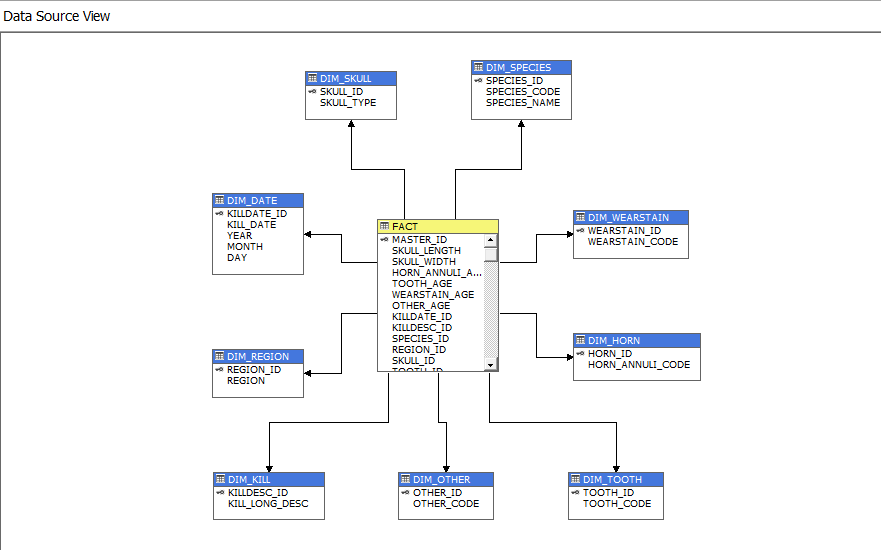 Data Source View
DIM_SKULL
SKULL_ID
SKULL_TYPE
DIM_SPECIES
SPECIES_ID
SPECIES_CODE
SPECIES_NAME
DIM_DATE
KILLDATE_ID
KILL_DATE
YEAR
MONTH
DAY
FACT
MASTER_ID
SKULL_LENGTH
SKULL_WIDTH
HORN_ANNULI_A...
TOOTH_AGE
WEARSTAIN_AGE
OTHER_AGE
KILLDATE_ID
KILLDESC_ID
SPECIES_ID
REGION_ID
SKULL_ID
TOOTH_ID
DIM_WEARSTAIN
WEARSTAIN_ID
WEARSTAIN_CODE
DIM_REGION
REGION_ID
REGION
DIM_HORN
HORN_ID
HORN_ANNULI_CODE
DIM_KILL
KILLDESC_ID
KILL_LONG_DESC
DIM_OTHER
OTHER_ID
OTHER_CODE
DIM_TOOTH
TOOTH_ID
TOOTH_CODE